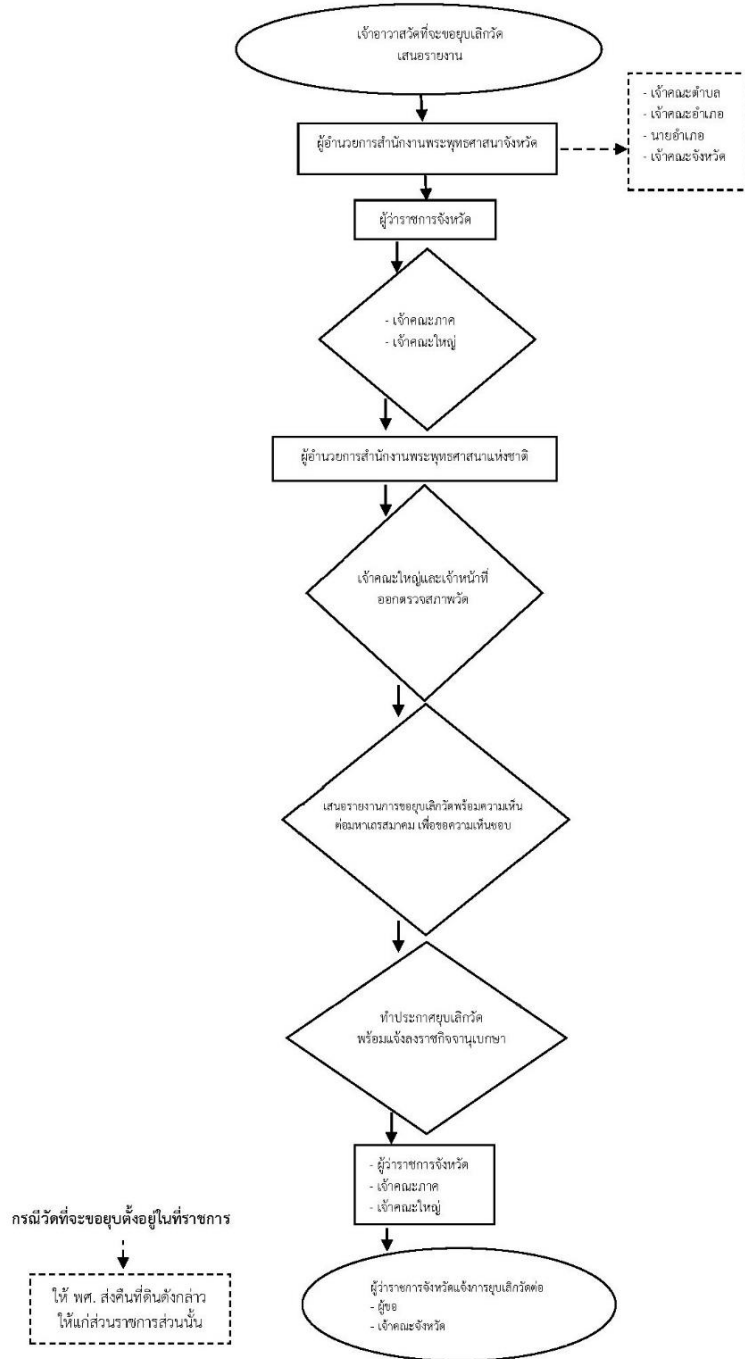 เจ้าอาวาสวัดที่จะขอยุบเลิกวัด
เสนอรายงาน
ผู้อำนวยการสำนักงานพระพุทธศาสนาจังหวัด
- เจ้าคณะตำบล
- เจ้าคณะอำเภอ
- นายอำเภอ
- เจ้าคณะจังหวัด
ผู้ว่าราชการจังหวัด
- เจ้าคณะภาค
- เจ้าคณะใหญ่
ผู้อำนวยการสำนักงานพระพุทธศาสนาแห่งชาติ
เจ้าคณะใหญ่และเจ้าหน้าที่
ออกตรวจสภาพวัด
เสนอรายงานการขอยุบเลิกวัดพร้อมความเห็น
ต่อมหาเถรสมาคม เพื่อขอความเห็นชอบ
ทำประกาศยุบเลิกวัด
พร้อมแจ้งลงราชกิจจานุเบกษา
- ผู้ว่าราชการจังหวัด
- เจ้าคณะภาค
- เจ้าคณะใหญ่
กรณีวัดที่จะขอยุบตั้งอยู่ในที่ราชการ
ให้ พศ. ส่งคืนที่ดินดังกล่าว
ให้แก่ส่วนราชการส่วนนั้น
ผู้ว่าราชการจังหวัดแจ้งการยุบเลิกวัดต่อ
- ผู้ขอ
- เจ้าคณะจังหวัด